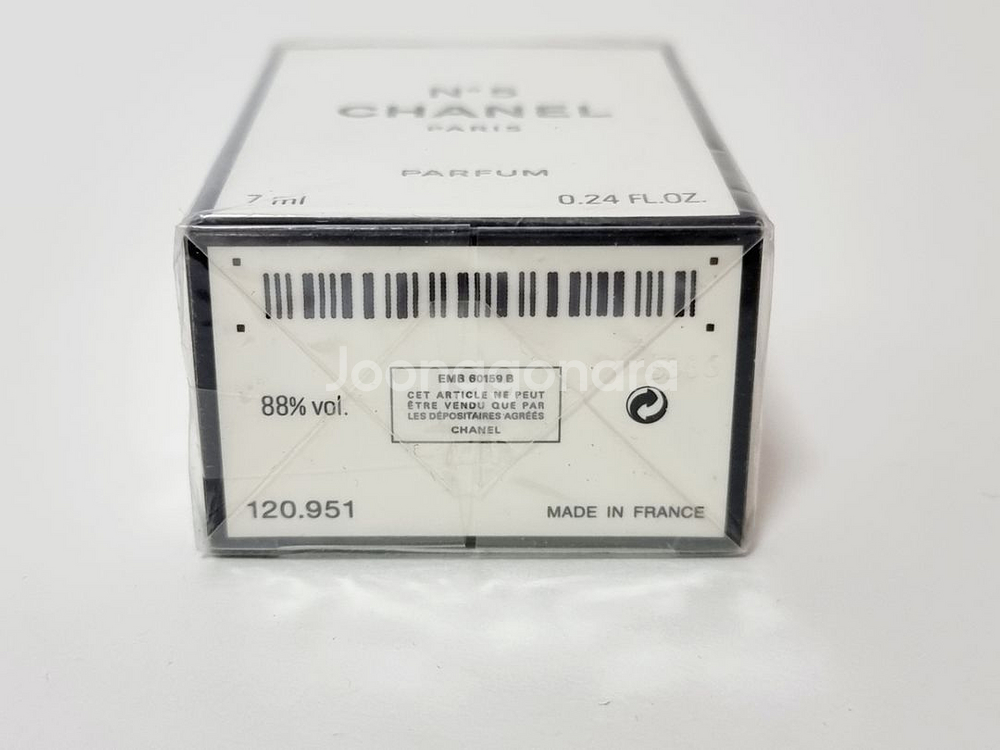 N°5
CHANEL
PARIS
PARFUM
7 ml 0.24 FL.OZ.
Joonggonara
EMB 60159 B
CET ARTICLE NE PEUT
ÊTRE VENDU QUE PAR
LES DÉPOSITAIRES AGRÉÉS
CHANEL
88% vol.
120.951 MADE IN FRANCE